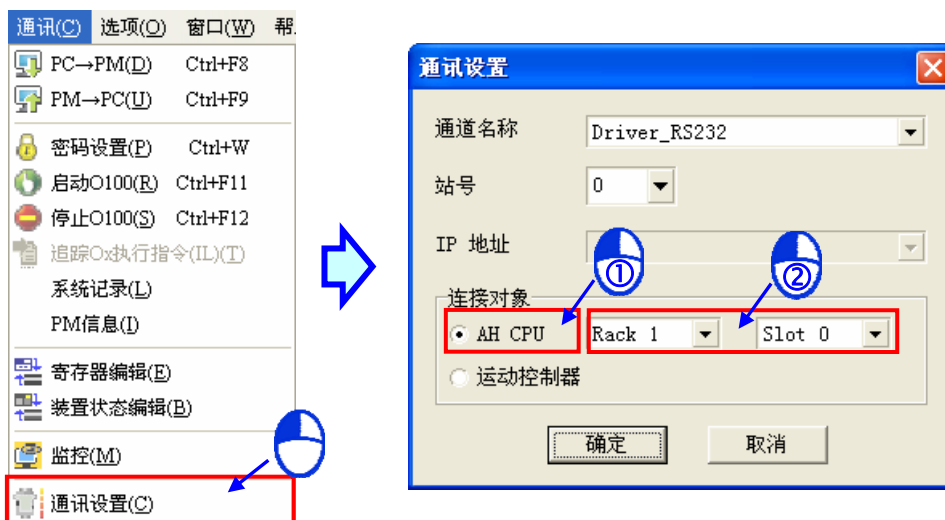 通讯(C) 选项(O) 窗口(W) 帮
PC→PM(D) Ctrl+F8
PM→PC(U) Ctrl+F9
密码设置(P) Ctrl+W
启动O100(R) Ctrl+F11
停止O100(S) Ctrl+F12
追踪Ox执行指令(IL)(T)
系统记录(L)
PM信息(I)
寄存器编辑(E)
装置状态编辑(B)
监控(M)
通讯设置(C)
通讯设置
通道名称 Driver_RS232
站号 0
IP 地址
① ②
连接对象
AH CPU Rack 1 Slot 0
运动控制器
确定 取消